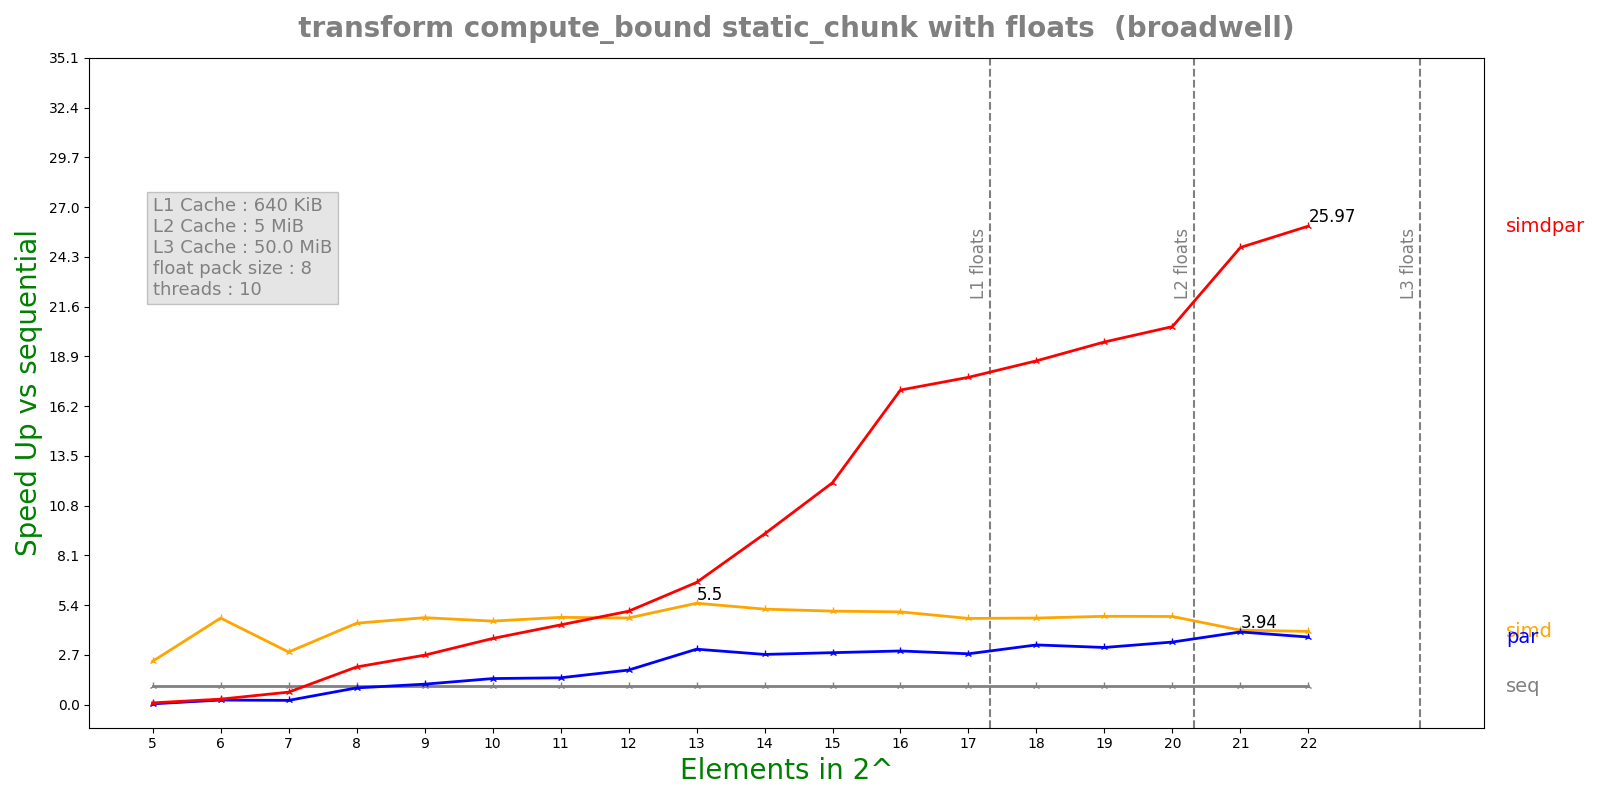 transform compute_bound static_chunk with floats  (broadwell)
Speed Up vs sequential
35.1
32.4
29.7
27.0
24.3
21.6
18.9
16.2
13.5
10.8
8.1
5.4
2.7
0.0
L1 Cache : 640 KiB
L2 Cache : 5 MiB
L3 Cache : 50.0 MiB
float pack size : 8
threads : 10
L1 floats
L2 floats
L3 floats
25.97
5.5
3.94
simdpar
simd
par
seq
5 6 7 8 9 10 11 12 13 14 15 16 17 18 19 20 21 22
Elements in 2^